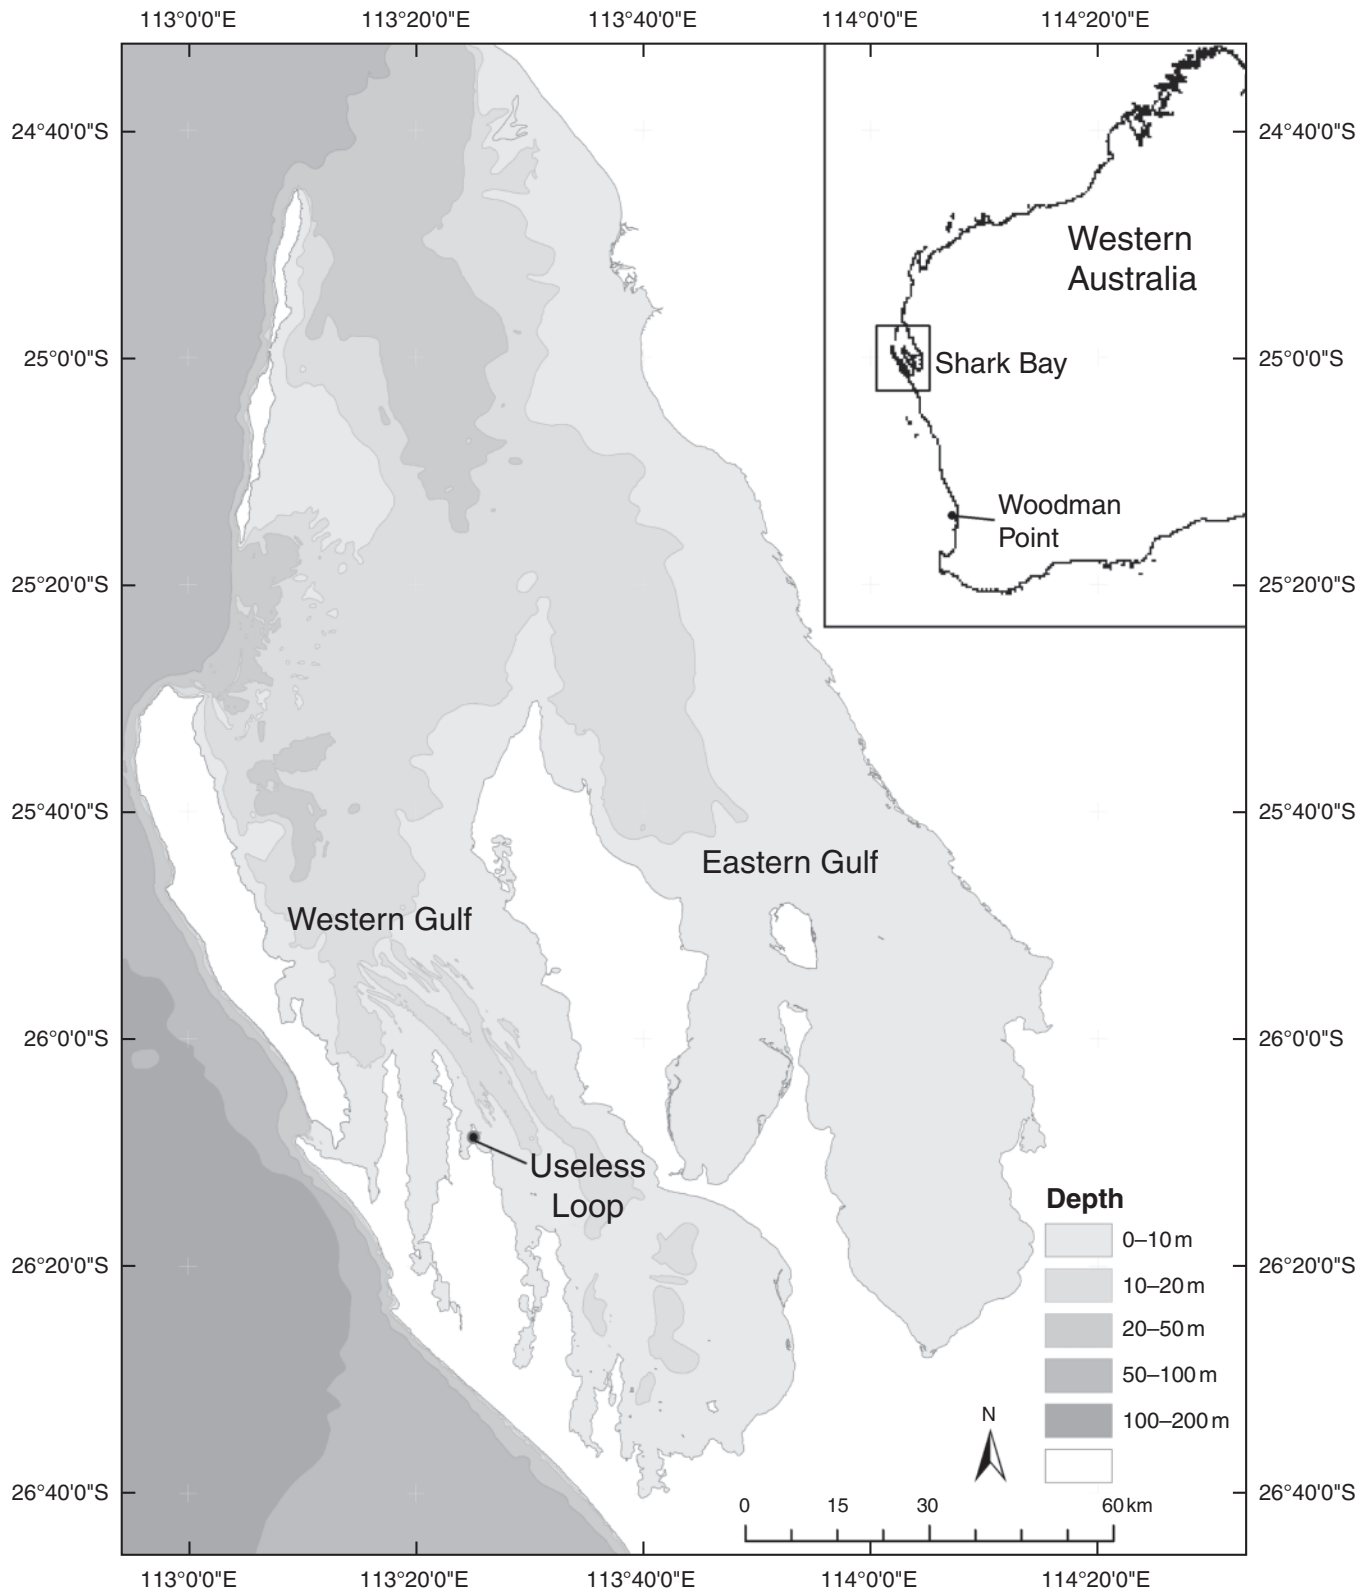 113°0'0"E 113°20'0"E 113°40'0"E 114°0'0"E 114°20'0"E
24°40'0"S 24°40'0"S
Western
Australia
25°0'0"S Shark Bay 25°0'0"S
Woodman
Point
25°20'0"S 25°20'0"S
25°40'0"S 25°40'0"S
Eastern Gulf
Western Gulf
26°0'0"S 26°0'0"S
Useless
Loop
Depth
0–10 m
26°20'0"S 26°20'0"S
10–20 m
20–50 m
50–100 m
N
100–200 m
26°40'0"S 26°40'0"S
0 15 30 60 km
113°0'0"E 113°20'0"E 113°40'0"E 114°0'0"E 114°20'0"E